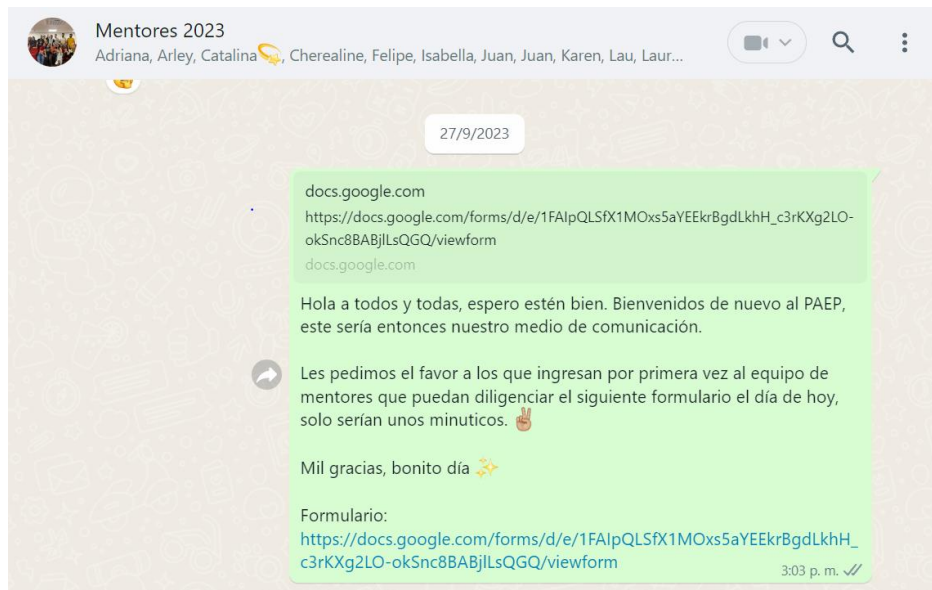 Mentores 2023
Adriana, Arley, Catalina💫, Cherealine, Felipe, Isabella, Juan, Juan, Karen, Lau, Laur...
27/9/2023
docs.google.com
https://docs.google.com/forms/d/e/1FAIpQLSfX1MOxs5aYEEkrBgdLkhH_c3rKXg2LO-
okSnc8BABjlLsQGQ/viewform
docs.google.com
Hola a todos y todas, espero estén bien. Bienvenidos de nuevo al PAEP,
este sería entonces nuestro medio de comunicación.
Les pedimos el favor a los que ingresan por primera vez al equipo de
mentores que puedan diligenciar el siguiente formulario el día de hoy,
solo serían unos minuticos. ✌🏼
Mil gracias, bonito día ✨
Formulario:
https://docs.google.com/forms/d/e/1FAIpQLSfX1MOxs5aYEEkrBgdLkhH_
c3rKXg2LO-okSnc8BABjlLsQGQ/viewform
3:03 p. m.